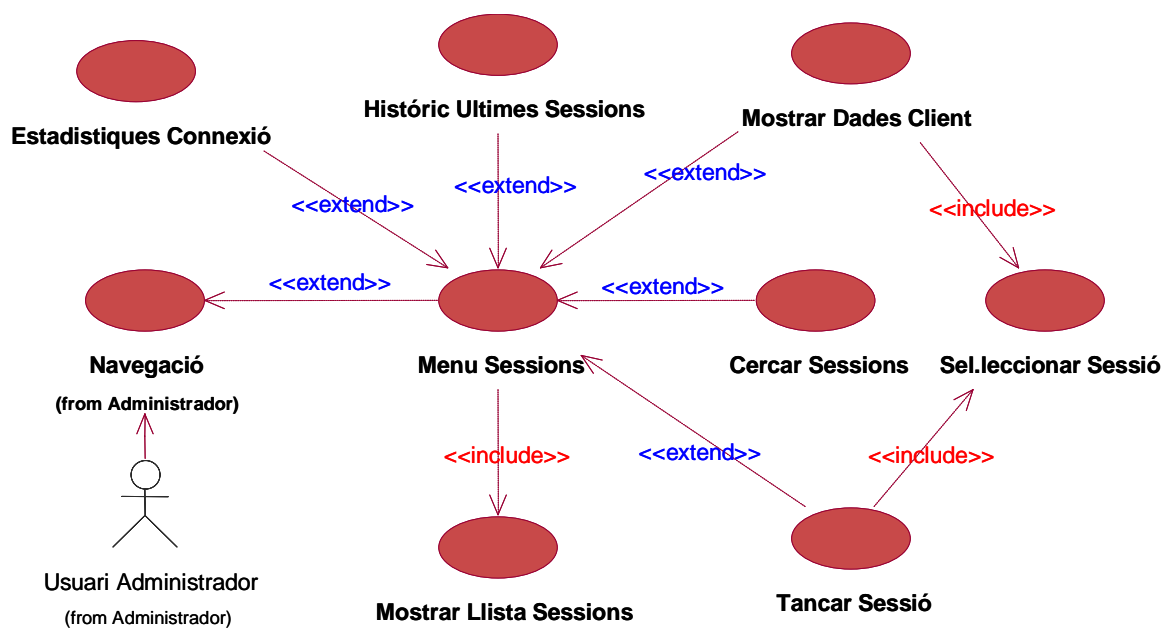 Estadistiques Connexió
Históric Ultimes Sessions
Mostrar Dades Client
<<extend>>
<<extend>>
<<extend>>
<<include>>
<<extend>>
<<extend>>
Navegació
(from Administrador)
Menu Sessions
Cercar Sessions
Sel.leccionar Sessió
<<include>>
<<extend>>
<<include>>
Usuari Administrador
(from Administrador)
Mostrar Llista Sessions
Tancar Sessió